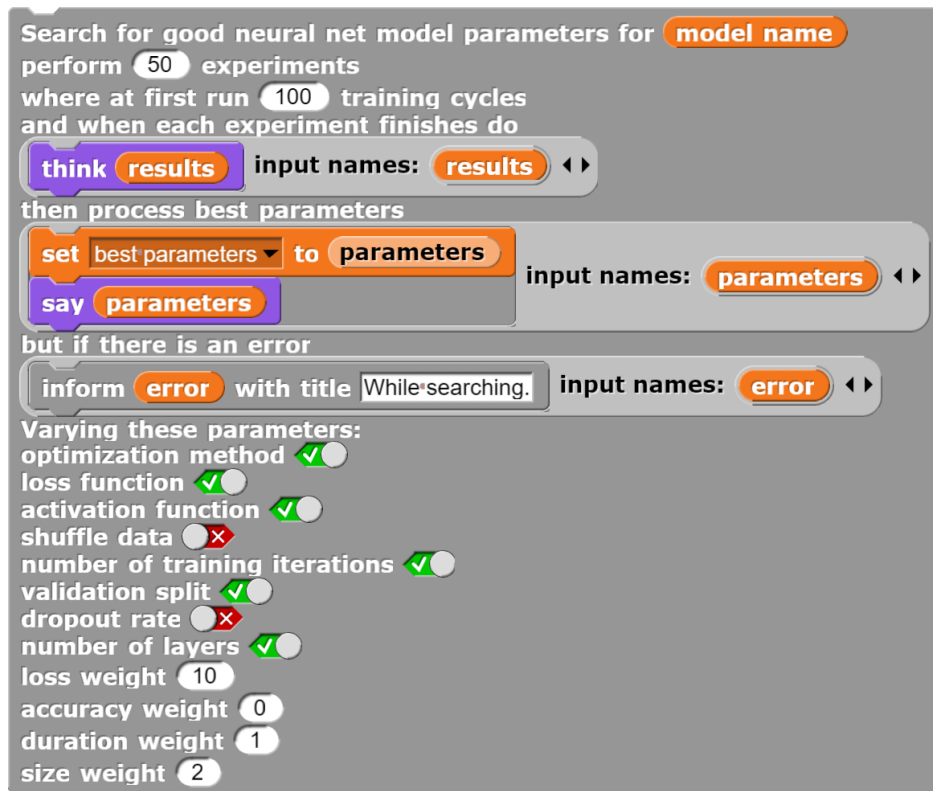 Search for good neural net model parameters for model name
perform 50 experiments
where at first run 100 training cycles
and when each experiment finishes do
think results input names: results
then process best parameters
set best parameters to parameters
say parameters
input names: parameters
but if there is an error
inform error with title While searching. input names: error
Varying these parameters:
optimization method
loss function
activation function
shuffle data
number of training iterations
validation split
dropout rate
number of layers
loss weight 10
accuracy weight 0
duration weight 1
size weight 2